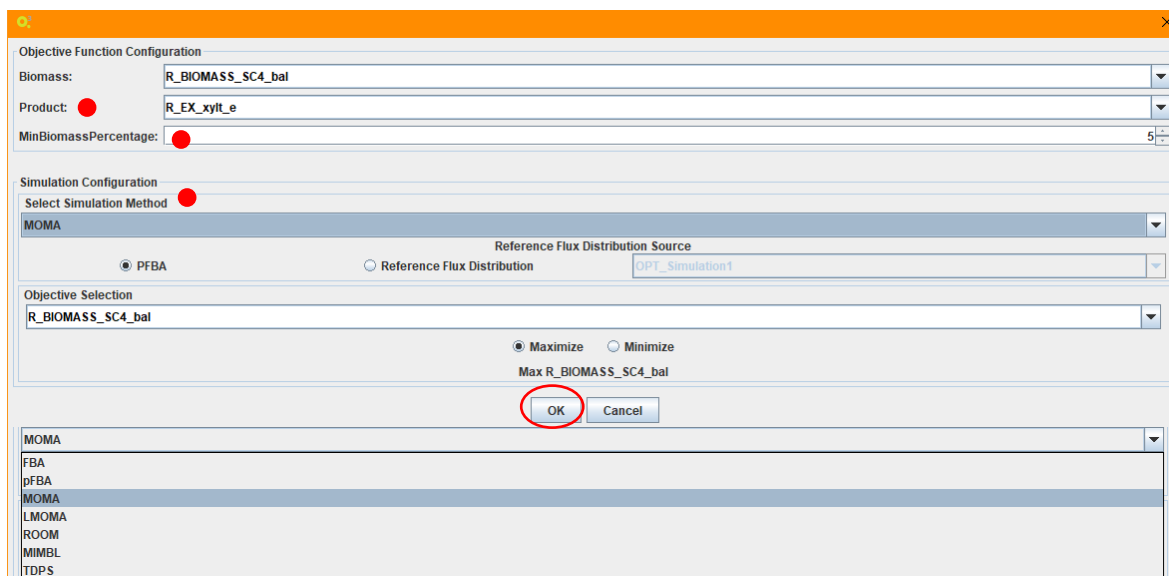 Objective Function Configuration
Biomass: R_BIOMASS_SC4_bal
Product: R_EX_xylt_e
MinBiomassPercentage: 5
Simulation Configuration
Select Simulation Method
MOMA
Reference Flux Distribution Source
PFBA Reference Flux Distribution OPT_Simulation1
Objective Selection
R_BIOMASS_SC4_bal
Maximize Minimize
Max R_BIOMASS_SC4_bal
OK Cancel
MOMA
FBA
pFBA
MOMA
LMOMA
ROOM
MIMBL
TDPS